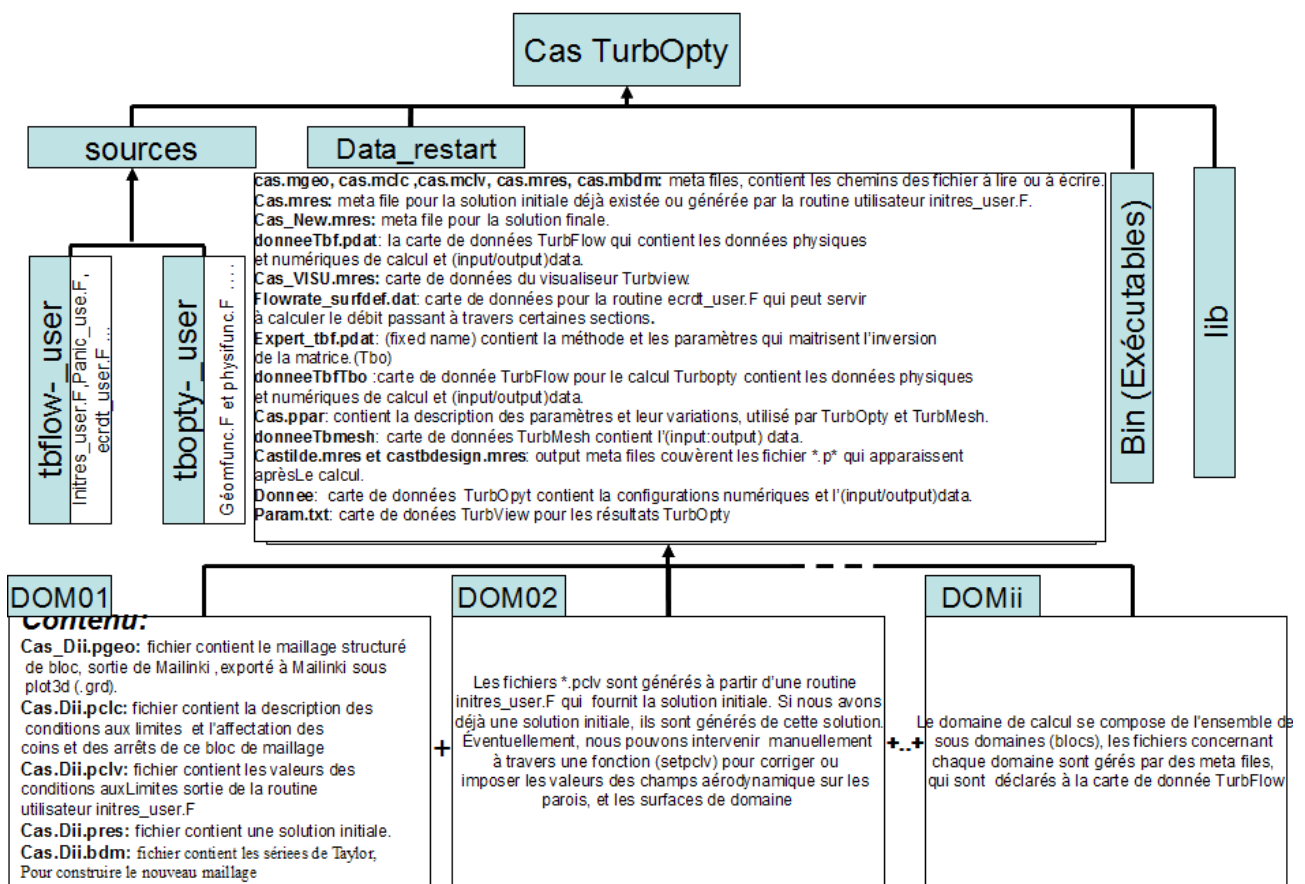 Cas TurbOpty
sources
Data_restart
Bin (Exécutables)
lib
tbflow-_user
Initres_user.F ,Panic_use.F,
ecrdt_user.F ...
tbopty-_user
Géomfunc.F et physifunc.F . . . .
cas.mgeo, cas.mclc ,cas.mclv, cas.mres, cas.mbdm: meta files, contient les chemins des fichier à lire ou à écrire.
Cas.mres: meta file pour la solution initiale déjà existée ou générée par la routine utilisateur initres_user.F.
Cas_New.mres: meta file pour la solution finale.
donneeTbf.pdat: la carte de données TurbFlow qui contient les données physiques
et numériques de calcul et (input/output)data.
Cas_VISU.mres: carte de données du visualiseur Turbview.
Flowrate_surfdef.dat: carte de données pour la routine ecrdt_user.F qui peut servir
à calculer le débit passant à travers certaines sections.
Expert_tbf.pdat: (fixed name) contient la méthode et les paramètres qui maitrisent l'inversion
de la matrice.(Tbo)
donneeTbfTbo :carte de donnée TurbFlow pour le calcul Turbopty contient les données physiques
et numériques de calcul et (input/output)data.
Cas.ppar: contient la description des paramètres et leur variations, utilisé par TurbOpty et TurbMesh.
donneeTbmesh: carte de données TurbMesh contient l'(input:output) data.
Castilde.mres et castbdesign.mres: output meta files couvèrent les fichier *.p* qui apparaissent
aprèsLe calcul.
Donnee: carte de données TurbOpyt contient la configurations numériques et l'(input/output)data.
Param.txt: carte de donées TurbView pour les résultats TurbOpty
DOM01
Contenu:
Cas_Dii.pgeo: fichier contient le maillage structuré
de bloc, sortie de Mailinki ,exporté à Mailinki sous
plot3d (.grd).
Cas.Dii.pclc: fichier contient la description des
conditions aux limites et l'affectation des
coins et des arrêts de ce bloc de maillage
Cas.Dii.pclv: fichier contient les valeurs des
conditions auxLimites sortie de la routine
utilisateur initres_user.F
Cas.Dii.pres: fichier contient une solution initiale.
Cas.Dii.bdm: fichier contient les sériees de Taylor,
Pour construire le nouveau maillage
+
DOM02
Les fichiers *.pclv sont générés à partir d'une routine
initres_user.F qui fournit la solution initiale. Si nous avons
déjà une solution initiale, ils sont générés de cette solution.
Éventuellement, nous pouvons intervenir manuellement
à travers une fonction (setpclv) pour corriger ou
imposer les valeurs des champs aérodynamique sur les
parois, et les surfaces de domaine
+..+
DOMii
Le domaine de calcul se compose de l'ensemble de
sous domaines (blocs), les fichiers concernant
chaque domaine sont gérés par des meta files,
qui sont déclarés à la carte de donnée TurbFlow